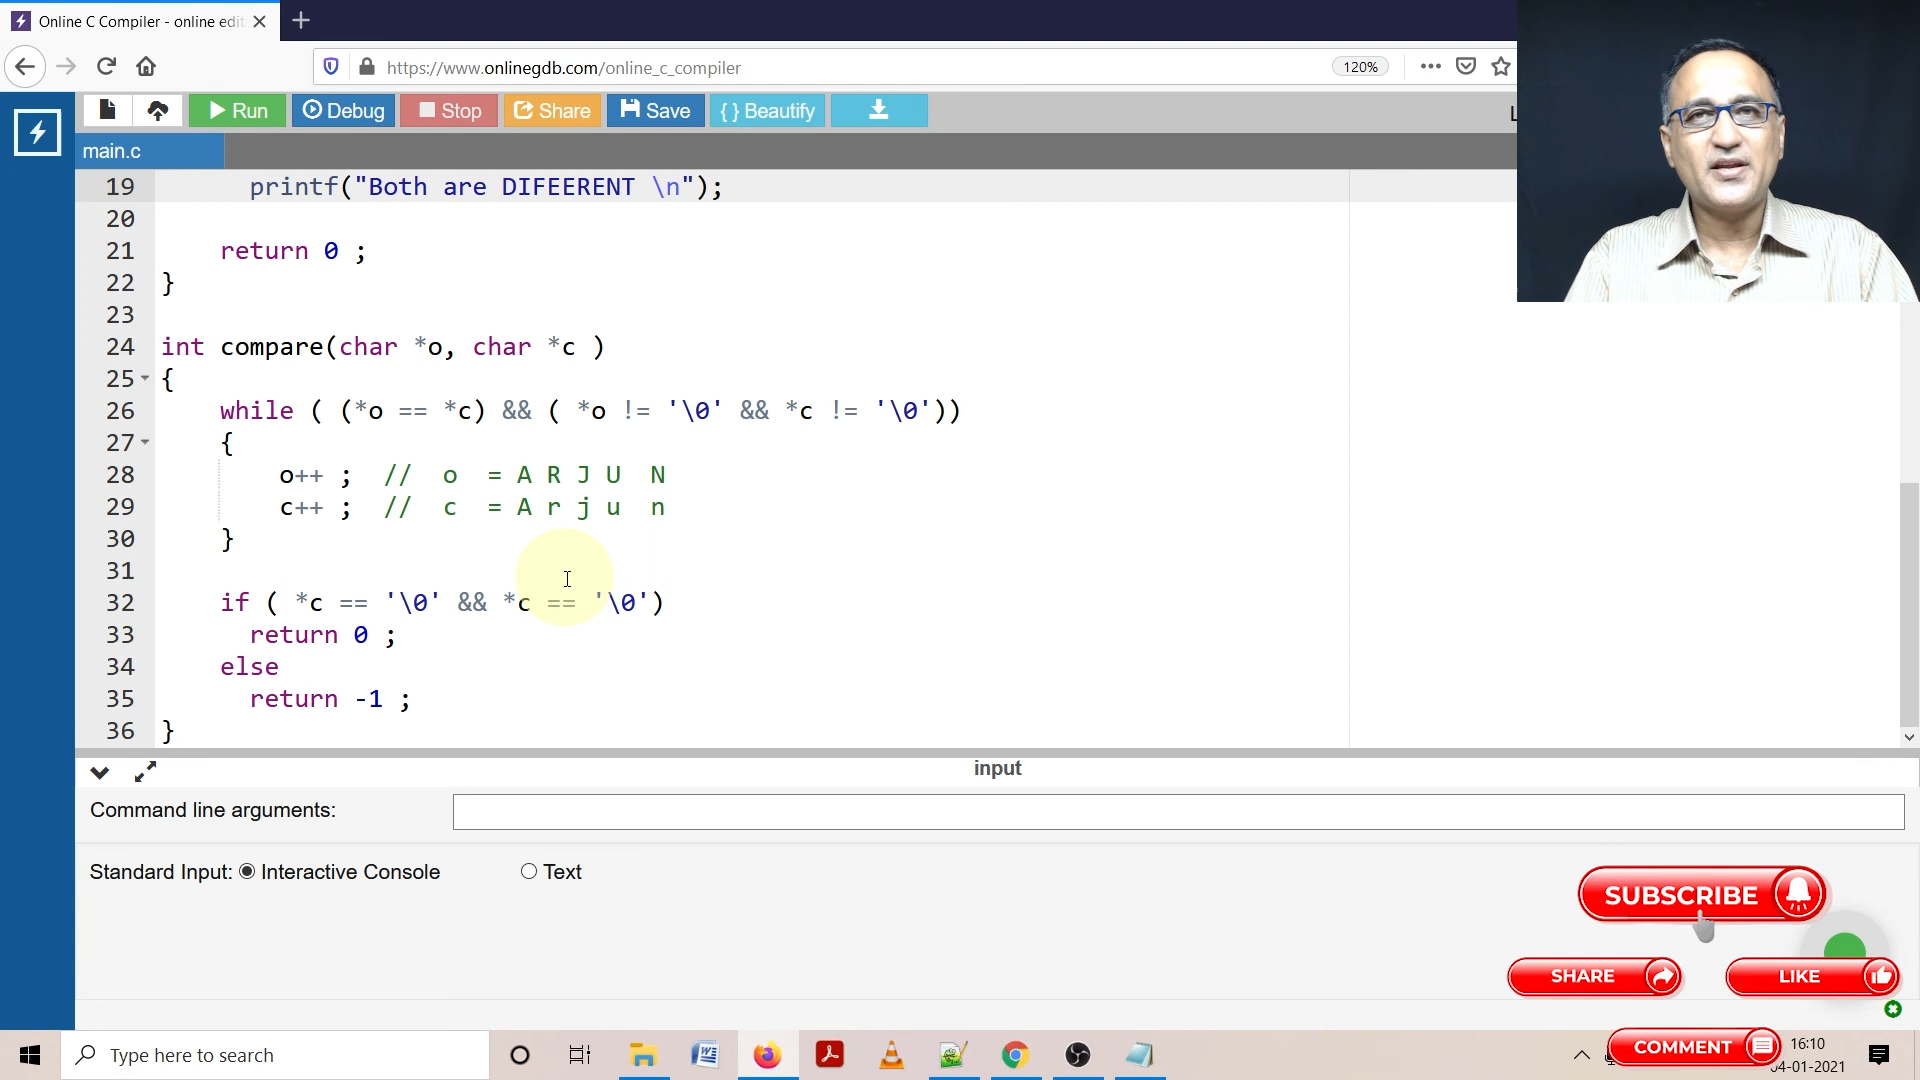 Online C Compiler - online edit
https://www.onlinegdb.com/online_c_compiler
120%
Run
Debug
Stop
Share
Save
{ } Beautify
L
main.c
19 printf("Both are DIFEERENT \n");
20
21 return 0 ;
22 }
23
24 int compare(char *o, char *c )
25 {
26 while ( (*o == *c) && ( *o != '\0' && *c != '\0'))
27 {
28 o++ ; // o = A R J U N
29 c++ ; // c = A r j u n
30 }
31
32 if ( *c == '\0' && *c == '\0')
33 return 0 ;
34 else
35 return -1 ;
36 }
input
Command line arguments:
Standard Input: Interactive Console Text
SUBSCRIBE
SHARE
LIKE
Type here to search
COMMENT
16:10
04-01-2021